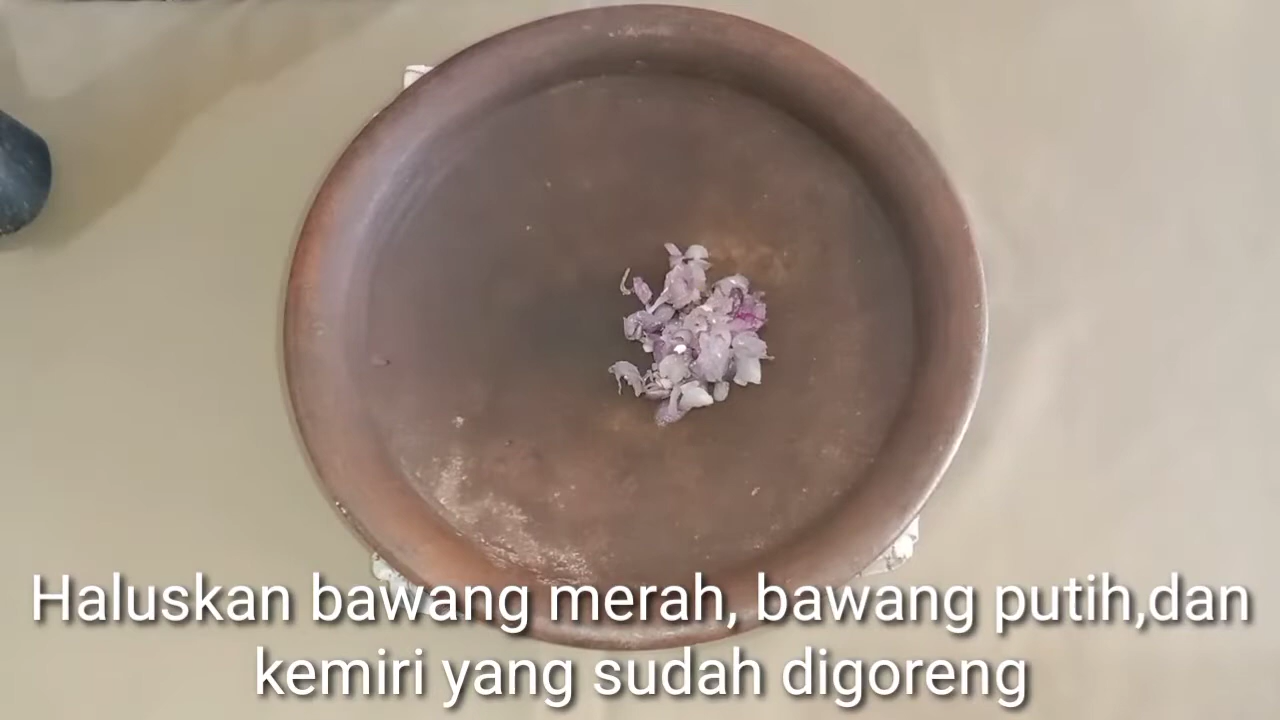 Haluskan bawang merah, bawang putih,dan
kemiri yang sudah digoreng